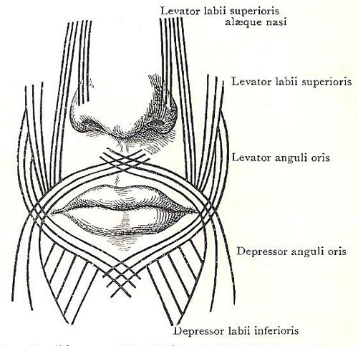 Levator labii superioris
alæque nasi
Levator labii superioris
Levator anguli oris
Depressor anguli oris
Depressor labii inferioris